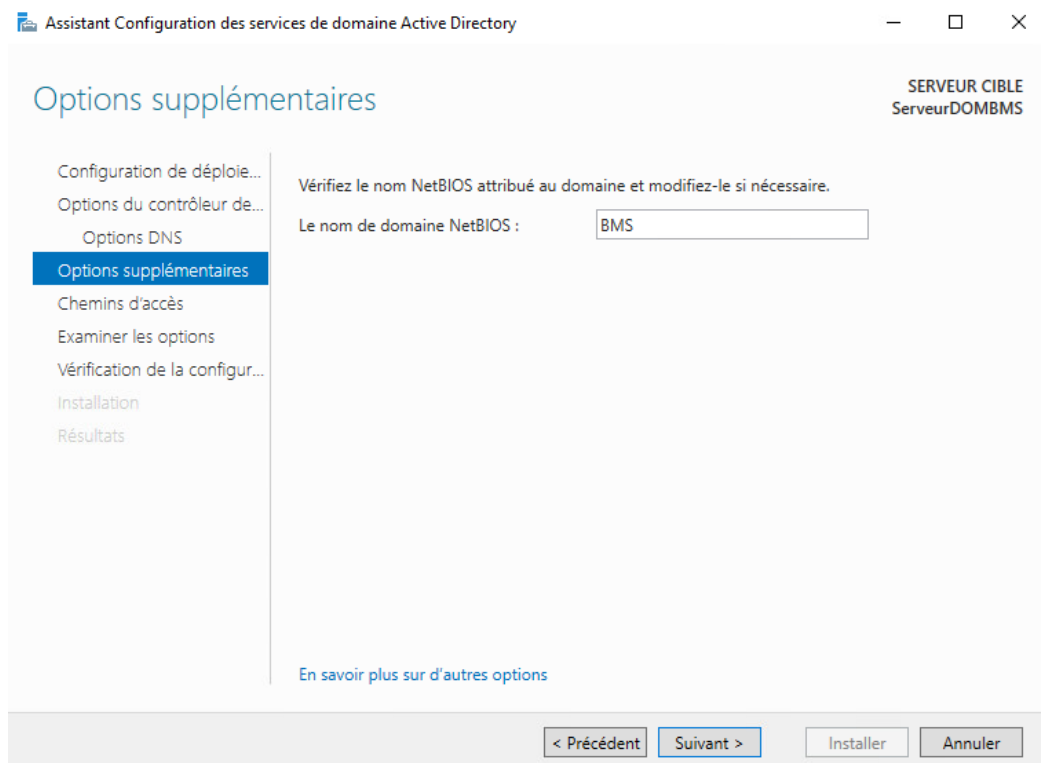 Assistant Configuration des services de domaine Active Directory
Options supplémentaires
SERVEUR CIBLE
ServeurDOMBMS
Configuration de déploie...
Options du contrôleur de...
Options DNS
Options supplémentaires
Chemins d'accès
Examiner les options
Vérification de la configur...
Installation
Résultats
Vérifiez le nom NetBIOS attribué au domaine et modifiez-le si nécessaire.
Le nom de domaine NetBIOS : BMS
En savoir plus sur d'autres options
< Précédent Suivant > Installer Annuler